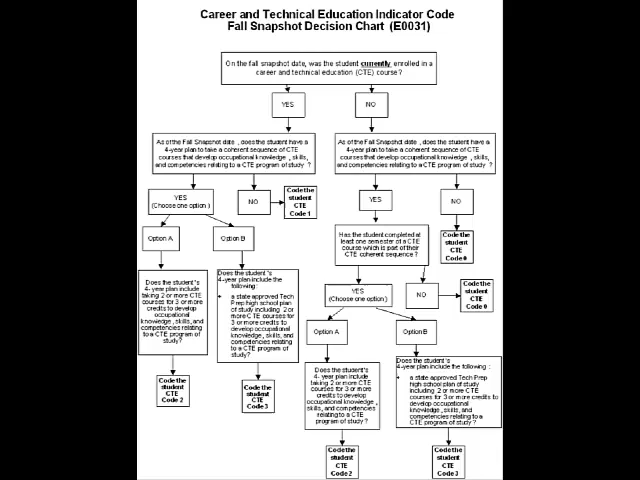 Career and Technical Education Indicator Code
Fall Snapshot Decision Chart (E0031)
On the fall snapshot date, was the student currently enrolled in a
career and technical education (CTE) course?
YES
NO
As of the Fall Snapshot date , does the student have a
4-year plan to take a coherent sequence of CTE
courses that develop occupational knowledge , skills,
and competencies relating to a CTE program of study ?
As of the Fall Snapshot date , does the student have a
4-year plan to take a coherent sequence of CTE
courses that develop occupational knowledge , skills,
and competencies relating to a CTE program of study ?
YES
(Choose one option )
NO
Code the
student
CTE
Code 1
YES
NO
Code the
student
CTE
Code 0
Option A
Option B
Has the student completed at
least one semester of a CTE
course which is part of their
CTE coherent sequence ?
Does the student 's
4- year plan include
taking 2 or more CTE
courses for 3 or more
credits to develop
occupational
knowledge , skills, and
competencies relating
to a CTE program of
study?
Does the student 's
4-year plan include the
following:
• a state approved Tech
Prep high school plan
of study including 2 or
more CTE courses for
3 or more credits to
develop occupational
knowledge, skills, and
competencies relating
to a CTE program of
study?
YES
(Choose one option )
NO
Code the
student
CTE
Code 0
Option A
Option B
Code the
student
CTE
Code 2
Code the
student
CTE
Code 3
Does the student's
4- year plan include
taking 2 or more CTE
courses for 3 or more
credits to develop
occupational knowledge ,
skills, and competencies
relating to a CTE
program of study ?
Does the student's
4-year plan include the following :
• a state approved Tech Prep
high school plan of study
including 2 or more CTE
courses for 3 or more credits to
develop occupational
knowledge, skills, and
competencies relating to a
CTE program of study ?
Code the
student
CTE
Code 2
Code the
student
CTE
Code 3